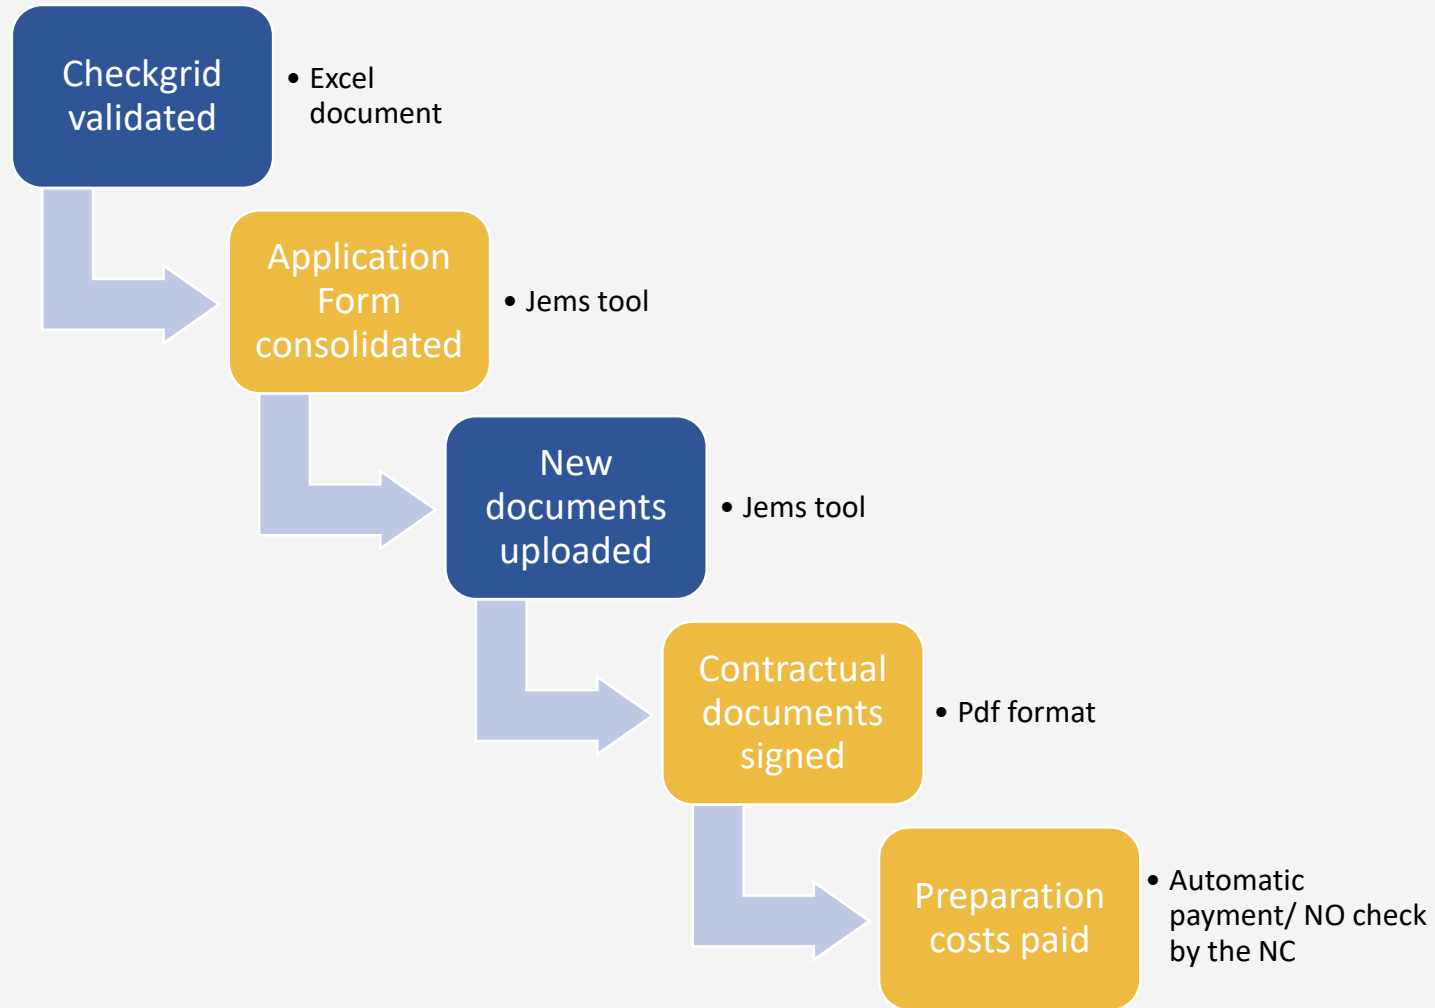 Checkgrid
validated
• Excel
document
Application
Form
consolidated
• Jems tool
New
documents
uploaded
• Jems tool
Contractual
documents
signed
• Pdf format
Preparation
costs paid
• Automatic
payment/ NO check
by the NC